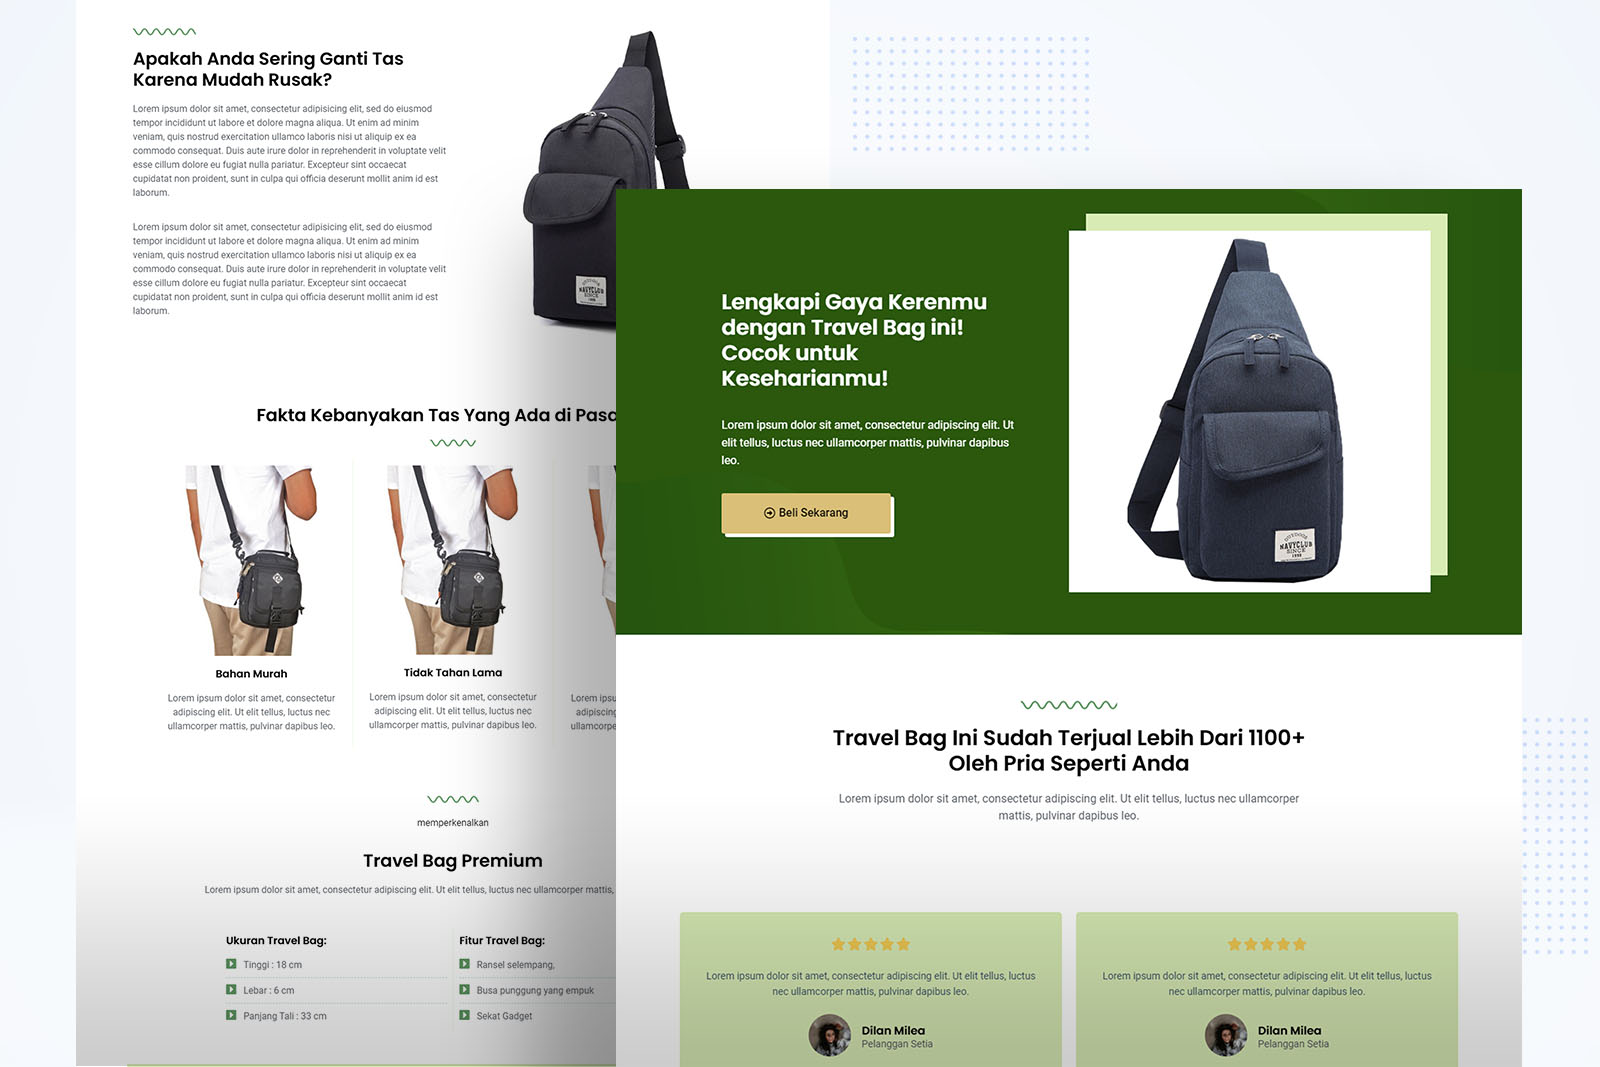 Apakah Anda Sering Ganti Tas
Karena Mudah Rusak?
Lorem ipsum dolor sit amet, consectetur adipisicing elit, sed do eiusmod
tempor incididunt ut labore et dolore magna aliqua. Ut enim ad minim
veniam, quis nostrud exercitation ullamco laboris nisi ut aliquip ex ea
commodo consequat. Duis aute irure dolor in reprehenderit in voluptate velit
esse cillum dolore eu fugiat nulla pariatur. Excepteur sint occaecat
cupidatat non proident, sunt in culpa qui officia deserunt mollit anim id est
laborum.
Lorem ipsum dolor sit amet, consectetur adipisicing elit, sed do eiusmod
tempor incididunt ut labore et dolore magna aliqua. Ut enim ad minim
veniam, quis nostrud exercitation ullamco laboris nisi ut aliquip ex ea
commodo consequat. Duis aute irure dolor in reprehenderit in voluptate velit
esse cillum dolore eu fugiat nulla pariatur. Excepteur sint occaecat
cupidatat non proident, sunt in culpa qui officia deserunt mollit anim id est
laborum.
OUTDOOR
NAVYCLUB
SINCE
1998
Fakta Kebanyakan Tas Yang Ada di Pasa
Bahan Murah
Lorem ipsum dolor sit amet, consectetur
adipiscing elit. Ut elit tellus, luctus nec
ullamcorper mattis, pulvinar dapibus leo.
Tidak Tahan Lama
Lorem ipsum dolor sit amet, consectetur
adipiscing elit. Ut elit tellus, luctus nec
ullamcorper mattis, pulvinar dapibus leo.
Lorem ipsu
adipiscing
ullamcorpe
memperkenalkan
Travel Bag Premium
Lorem ipsum dolor sit amet, consectetur adipiscing elit. Ut elit tellus, luctus nec ullamcorper mattis,
Ukuran Travel Bag:
Tinggi : 18 cm
Lebar : 6 cm
Panjang Tali : 33 cm
Fitur Travel Bag:
Ransel selempang,
Busa punggung yang empuk
Sekat Gadget
Lengkapi Gaya Kerenmu
dengan Travel Bag ini!
Cocok untuk
Keseharianmu!
Lorem ipsum dolor sit amet, consectetur adipiscing elit. Ut
elit tellus, luctus nec ullamcorper mattis, pulvinar dapibus
leo.
Beli Sekarang
OUTDOOR
NAVYCLUB
SINCE
1998
Travel Bag Ini Sudah Terjual Lebih Dari 1100+
Oleh Pria Seperti Anda
Lorem ipsum dolor sit amet, consectetur adipiscing elit. Ut elit tellus, luctus nec ullamcorper
mattis, pulvinar dapibus leo.
Lorem ipsum dolor sit amet, consectetur adipiscing elit. Ut elit tellus, luctus
nec ullamcorper mattis, pulvinar dapibus leo.
Dilan Milea
Pelanggan Setia
Lorem ipsum dolor sit amet, consectetur adipiscing elit. Ut elit tellus, luctus
nec ullamcorper mattis, pulvinar dapibus leo.
Dilan Milea
Pelanggan Setia